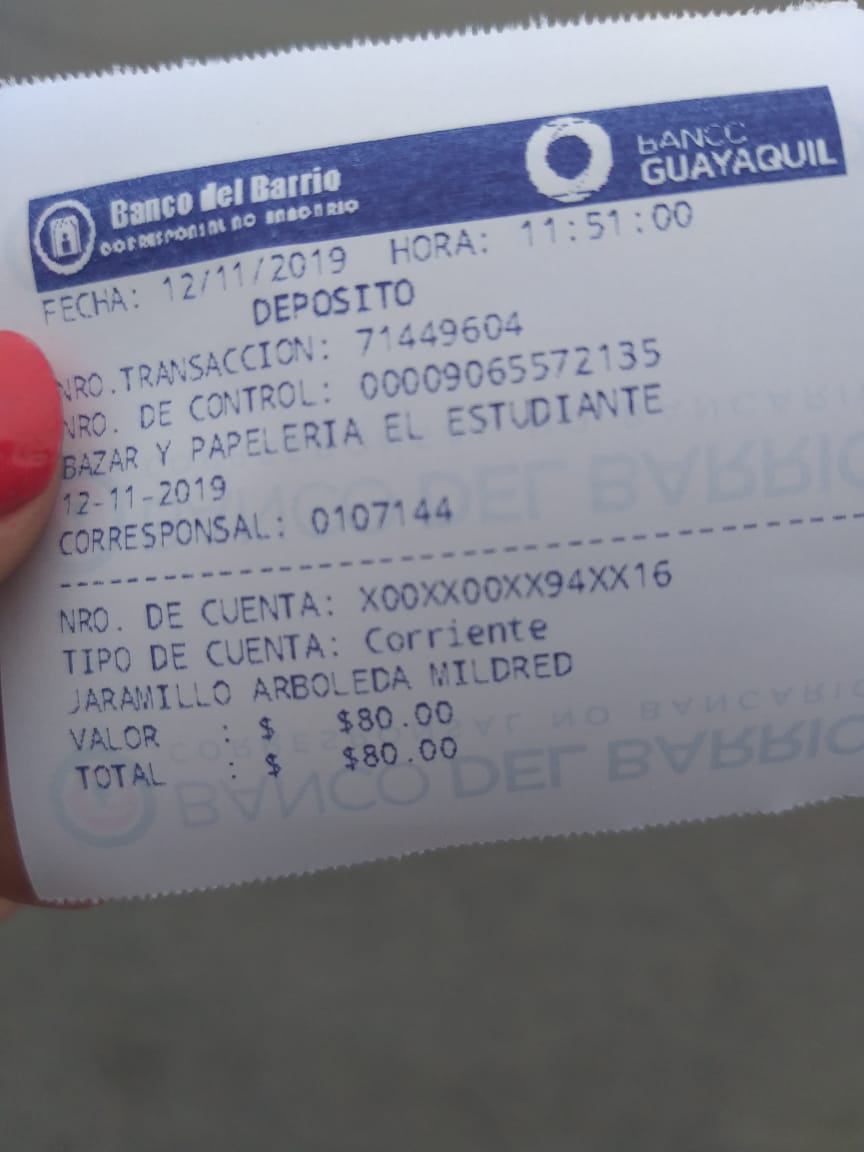 Banco del Barrio
CORRESPONSAL NO BANCARIO
BANCO
GUAYAQUIL
FECHA: 12/11/2019 HORA: 11:51:00
DEPOSITO
NRO.TRANSACCION: 71449604
NRO. DE CONTROL: 00009065572135
BAZAR Y PAPELERIA EL ESTUDIANTE
12-11-2019
CORRESPONSAL: 0107144
NRO. DE CUENTA: X00XX00XX94XX16
TIPO DE CUENTA: Corriente
JARAMILLO ARBOLEDA MILDRED
VALOR : $ $80.00
TOTAL : $ $80.00
CORRESPONSAL NO BANCARIO
BANCO DEL BARRIO